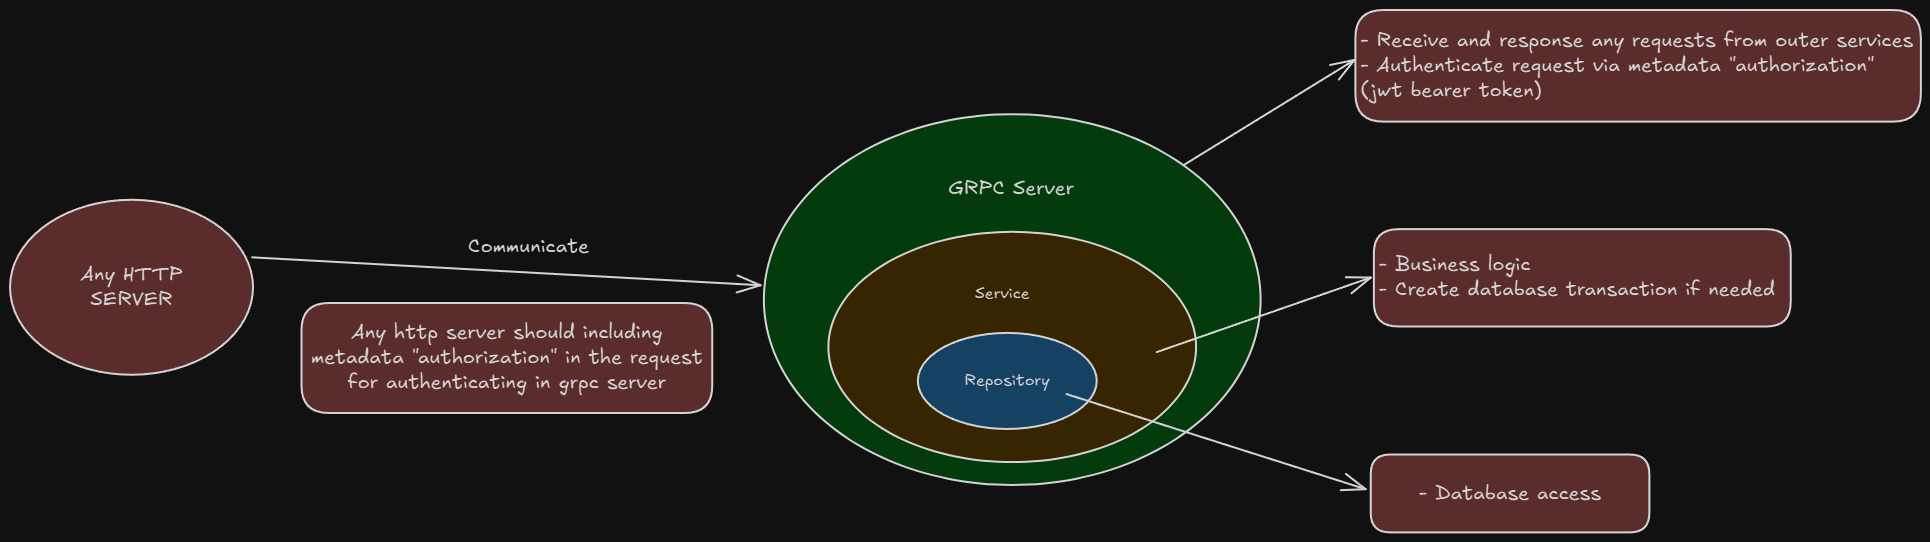 Any HTTP
SERVER
Communicate
Any http server should including
metadata "authorization" in the request
for authenticating in grpc server
GRPC Server
Service
Repository
- Receive and response any requests from outer services
- Authenticate request via metadata "authorization"
(jwt bearer token)
- Business logic
- Create database transaction if needed
- Database access